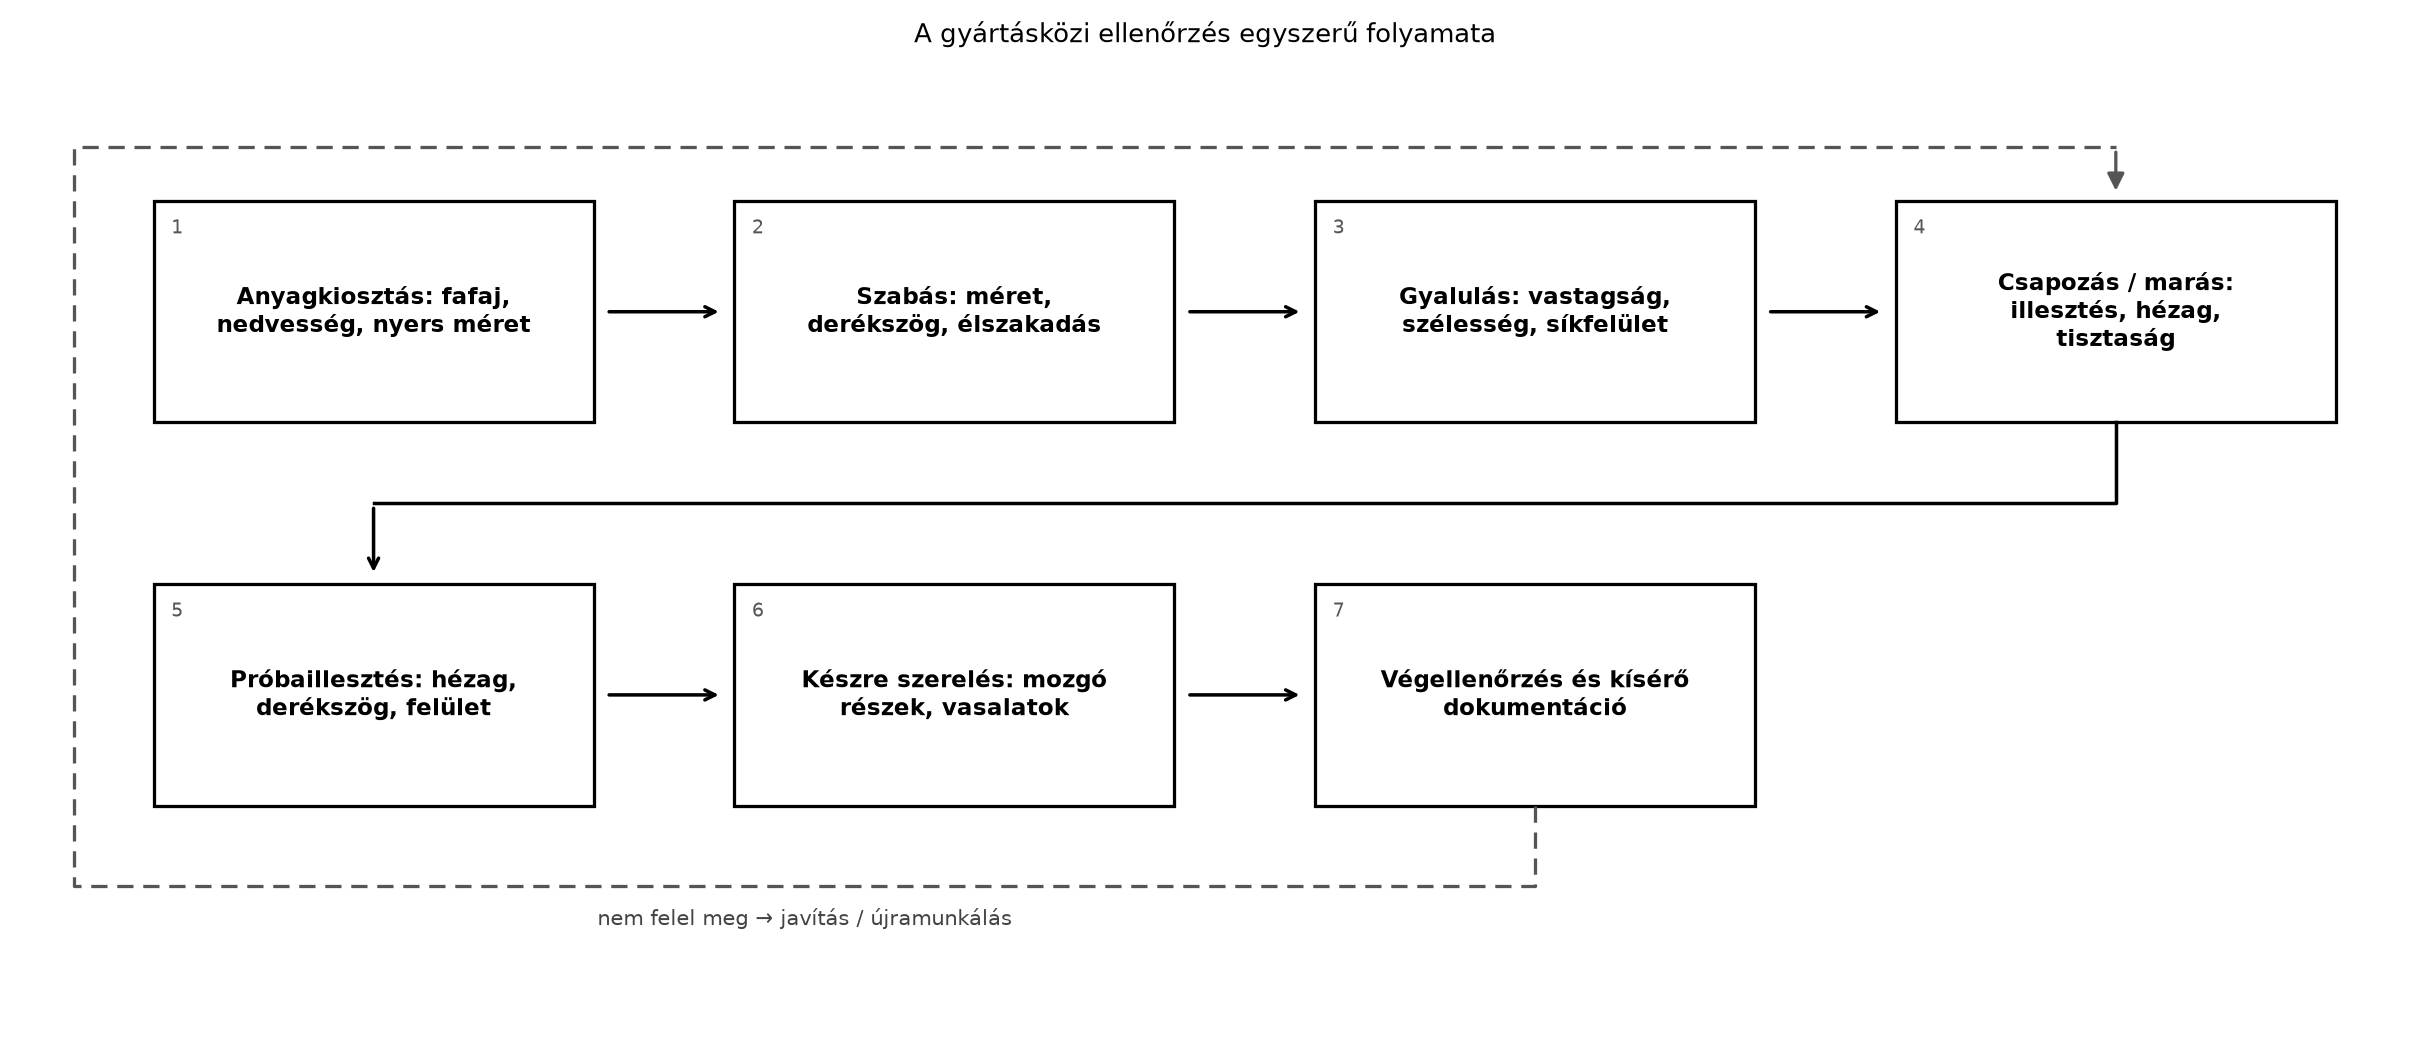 A gyártásközi ellenőrzés egyszerű folyamata
1
Anyagkiosztás: fafaj,
nedvesség, nyers méret
2
Szabás: méret,
derékszög, élszakadás
3
Gyalulás: vastagság,
szélesség, síkfelület
4
Csapozás / marás:
illesztés, hézag,
tisztaság
5
Próbaillesztés: hézag,
derékszög, felület
6
Készre szerelés: mozgó
részek, vasalatok
7
Végellenőrzés és kísérő
dokumentáció
nem felel meg → javítás / újramunkálás